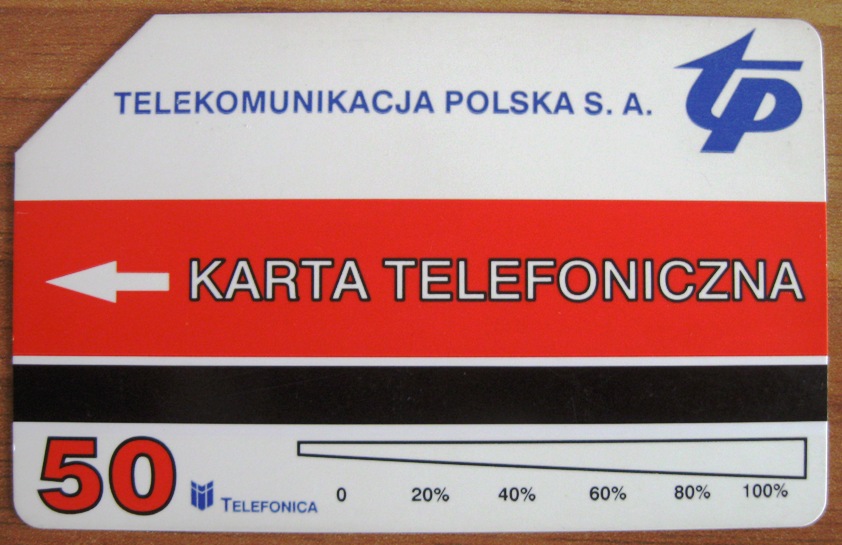 TELEKOMUNIKACJA POLSKA S. A.
tp
KARTA TELEFONICZNA
50
TELEFONICA
0 20% 40% 60% 80% 100%